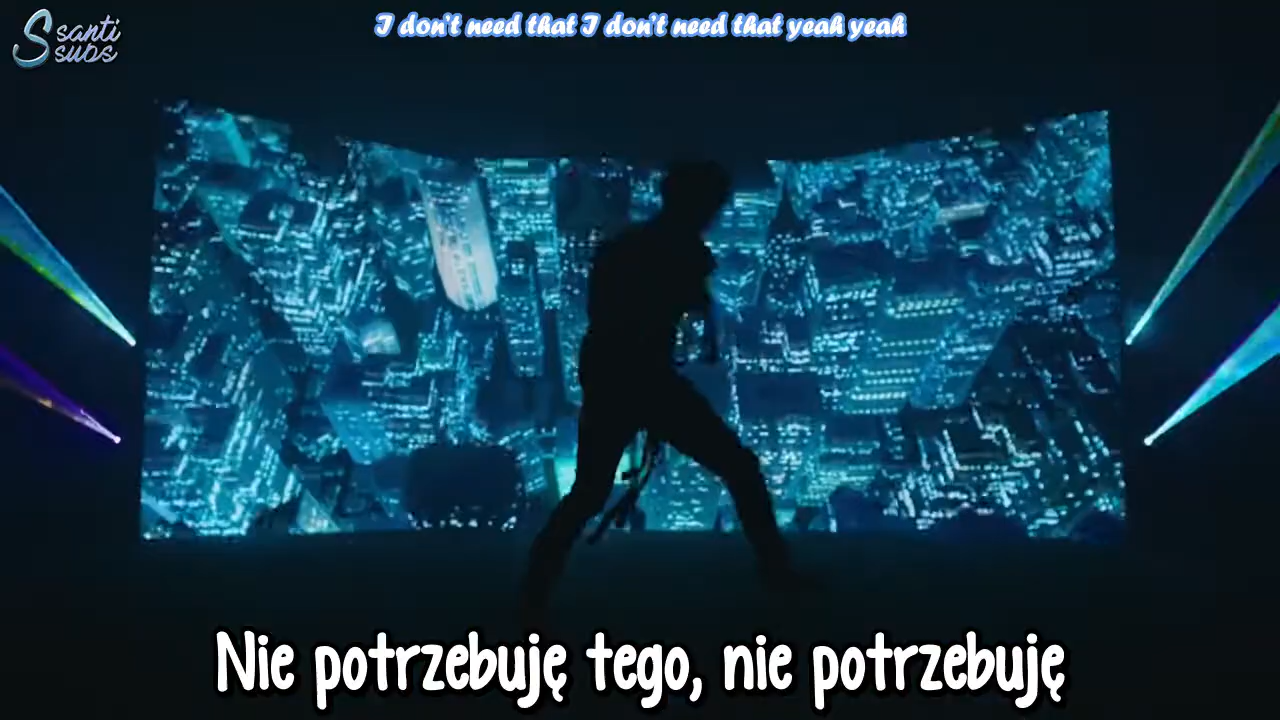 Ssanti
subs
I don't need that I don't need that yeah yeah
Nie potrzebuję tego, nie potrzebuję